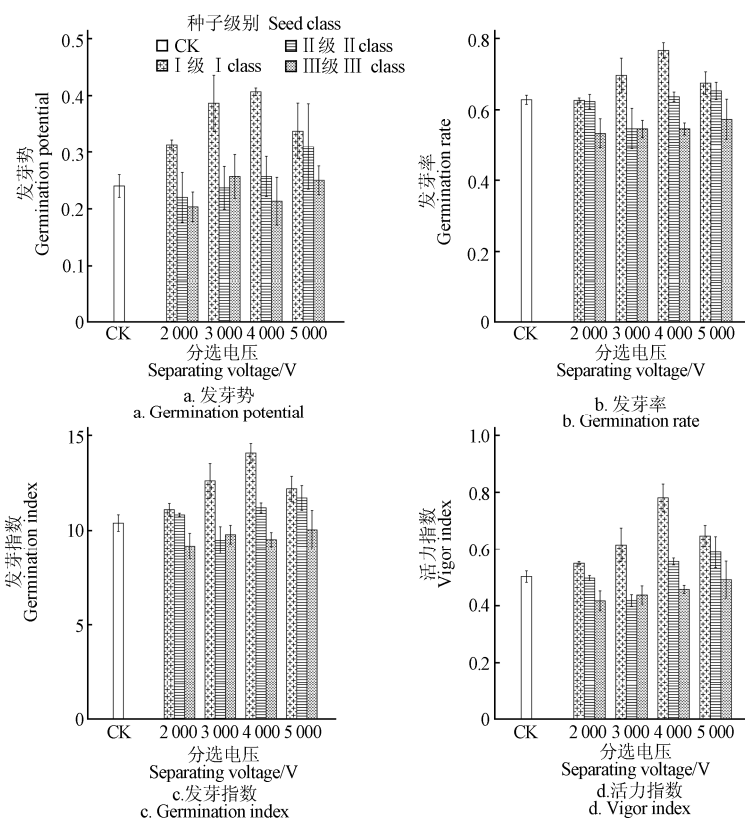 种子级别 Seed class
CK
Ⅱ级 Ⅱ class
Ⅰ级 Ⅰ class
Ⅲ级 Ⅲ class
0.5
0.4
0.3
0.2
0.1
0
发芽势
Germination potential
CK 2 000 3 000 4 000 5 000
分选电压
Separating voltage/V
a. 发芽势
a. Germination potential
0.8
0.6
0.4
0.2
0
发芽率
Germination rate
CK 2 000 3 000 4 000 5 000
分选电压
Separating voltage/V
b. 发芽率
b. Germination rate
15
10
5
0
发芽指数
Germination index
CK 2 000 3 000 4 000 5 000
分选电压
Separating voltage/V
c.发芽指数
c. Germination index
1.0
0.8
0.6
0.4
0.2
0
活力指数
Vigor index
CK 2 000 3 000 4 000 5 000
分选电压
Separating voltage/V
d.活力指数
d. Vigor index